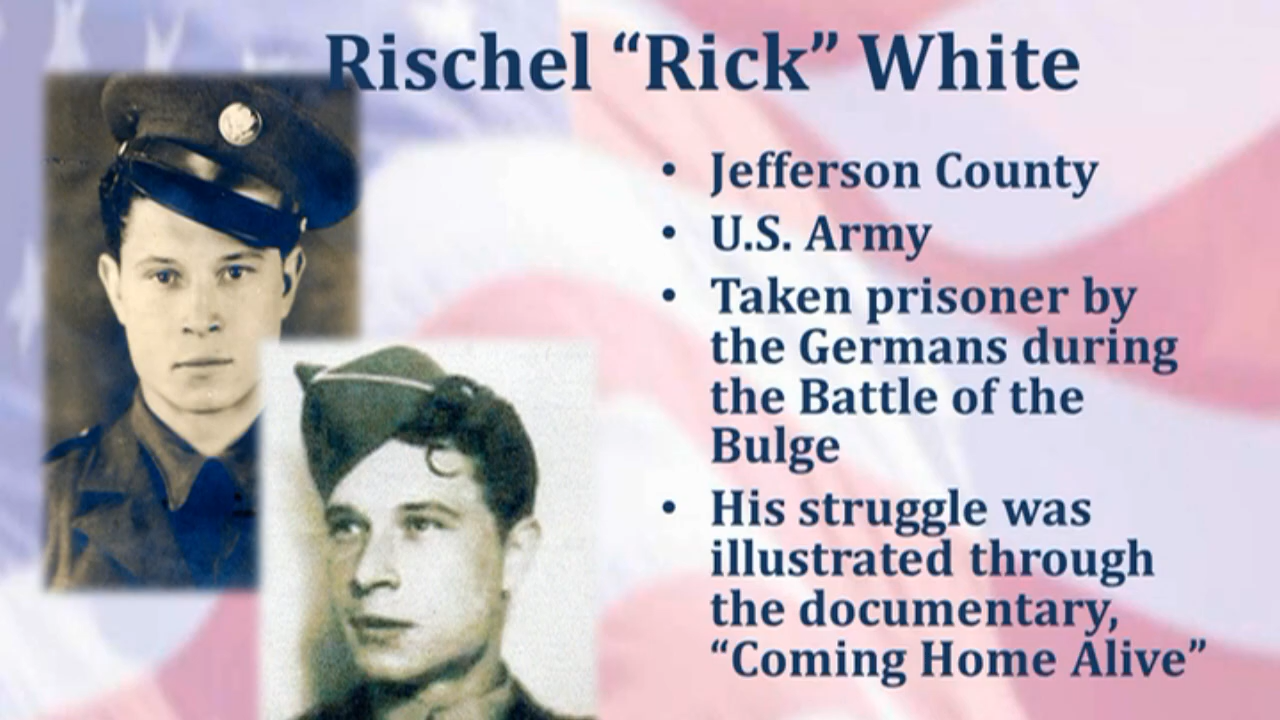 Rischel “Rick” White
• Jefferson County
• U.S. Army
• Taken prisoner by
the Germans during
the Battle of the
Bulge
• His struggle was
illustrated through
the documentary,
“Coming Home Alive”